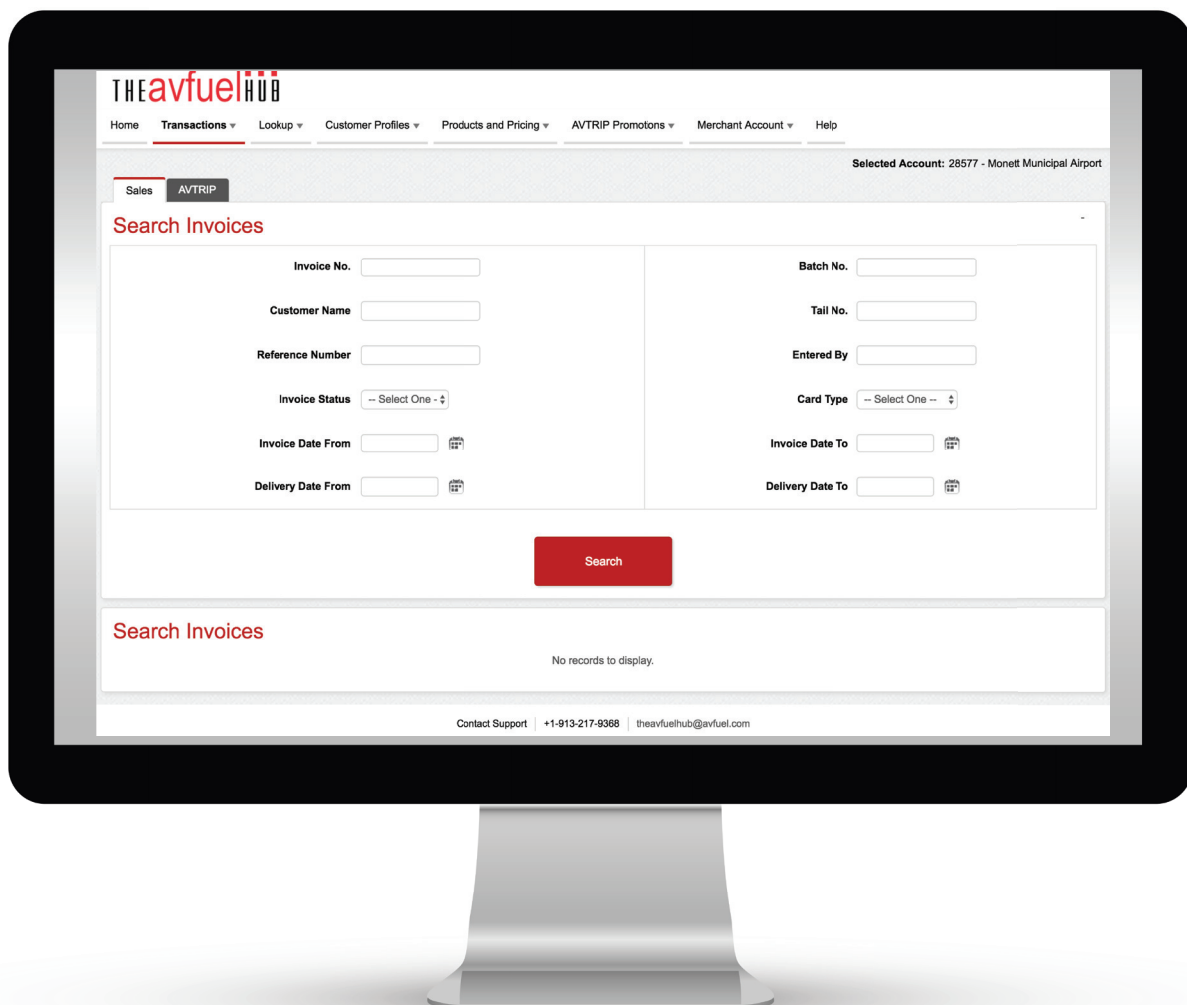 THEavfuelHUB
Home Transactions Lookup Customer Profiles Products and Pricing AVTRIP Promotons Merchant Account Help
Selected Account: 28577 - Monett Municipal Airport
Sales AVTRIP
Search Invoices -
Invoice No. Batch No.
Customer Name Tail No.
Reference Number Entered By
Invoice Status -- Select One - Card Type -- Select One --
Invoice Date From Invoice Date To
Delivery Date From Delivery Date To
Search
Search Invoices
No records to display.
Contact Support +1-913-217-9368 theavfuelhub@avfuel.com